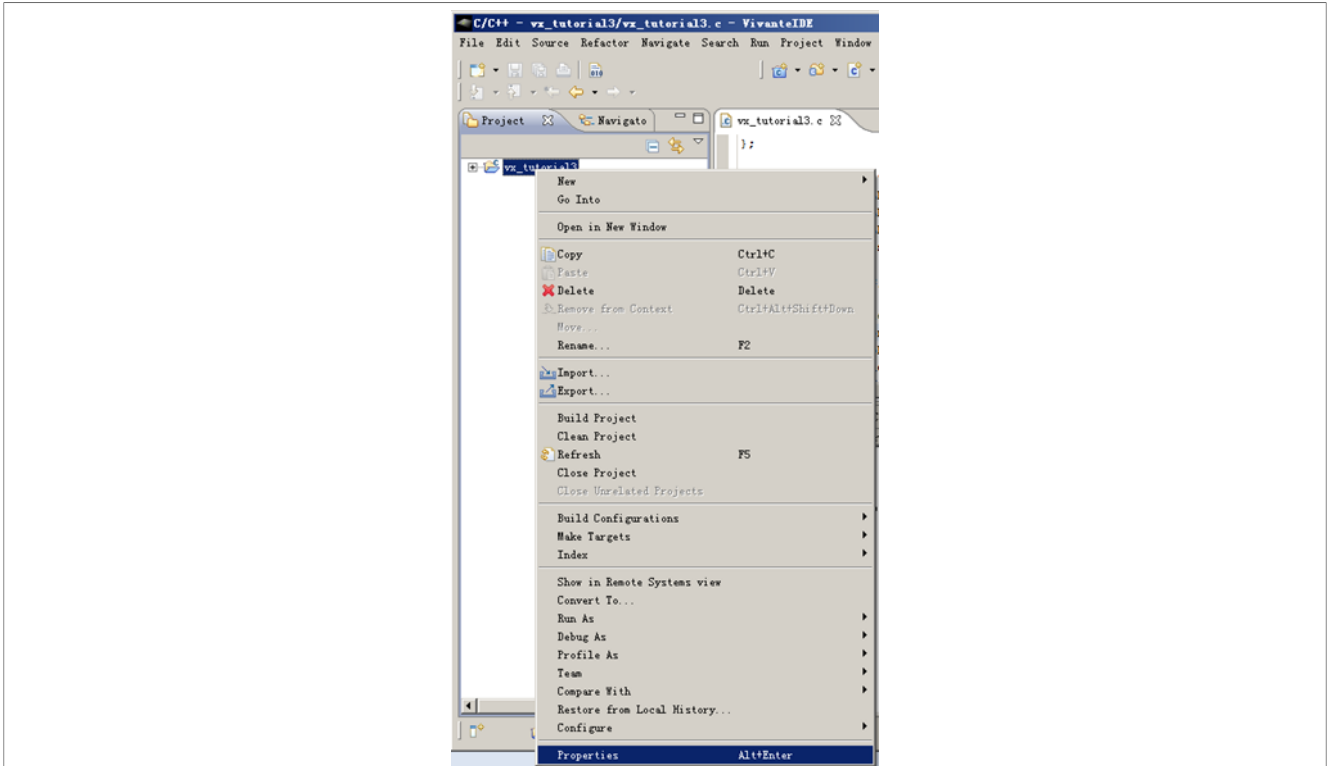 C/C++ - vx_tutorial3/vx_tutorial3.c - VivanteIDE
File Edit Source Refactor Navigate Search Run Project Window
Project Navigato vx_tutorial3.c
};
vx_tutorial3
New
Go Into
Open in New Window
Copy Ctrl+C
Paste Ctrl+V
Delete Delete
Remove from Context Ctrl+Alt+Shift+Down
Move...
Rename... F2
Import...
Export...
Build Project
Clean Project
Refresh F5
Close Project
Close Unrelated Projects
Build Configurations
Make Targets
Index
Show in Remote Systems view
Convert To...
Run As
Debug As
Profile As
Team
Compare With
Restore from Local History...
Configure
Properties Alt+Enter